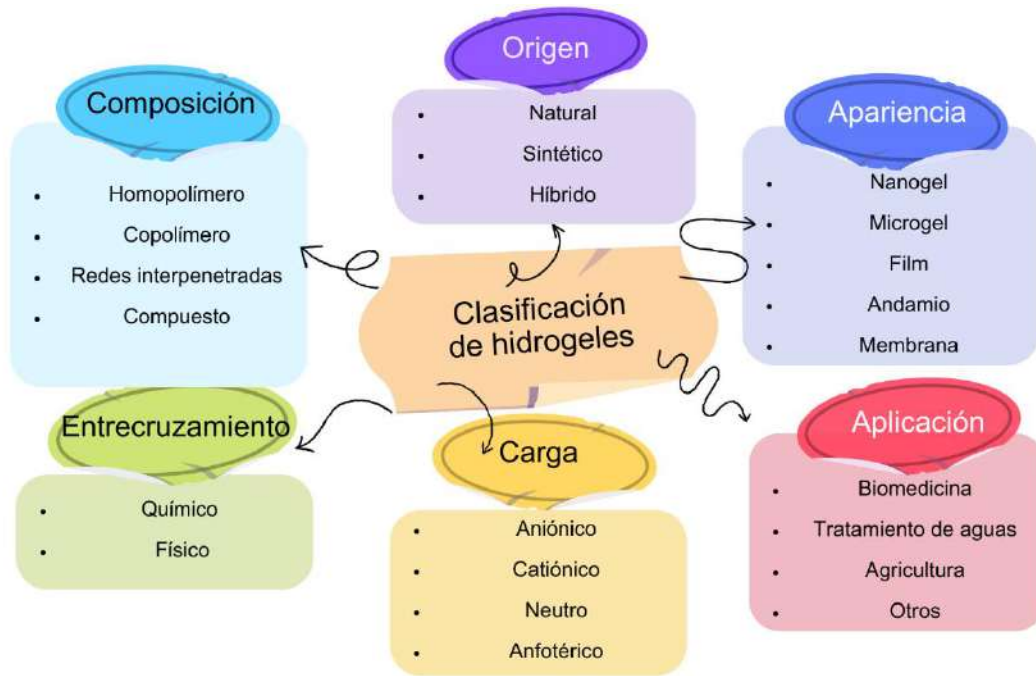 Composición
Homopolímero
Copolímero
Redes interpenetradas
Compuesto
Origen
Natural
Sintético
Híbrido
Apariencia
Nanogel
Microgel
Film
Andamio
Membrana
Clasificación
de hidrogeles
Entrecruzamiento
Químico
Físico
Carga
Aniónico
Catiónico
Neutro
Anfotérico
Aplicación
Biomedicina
Tratamiento de aguas
Agricultura
Otros